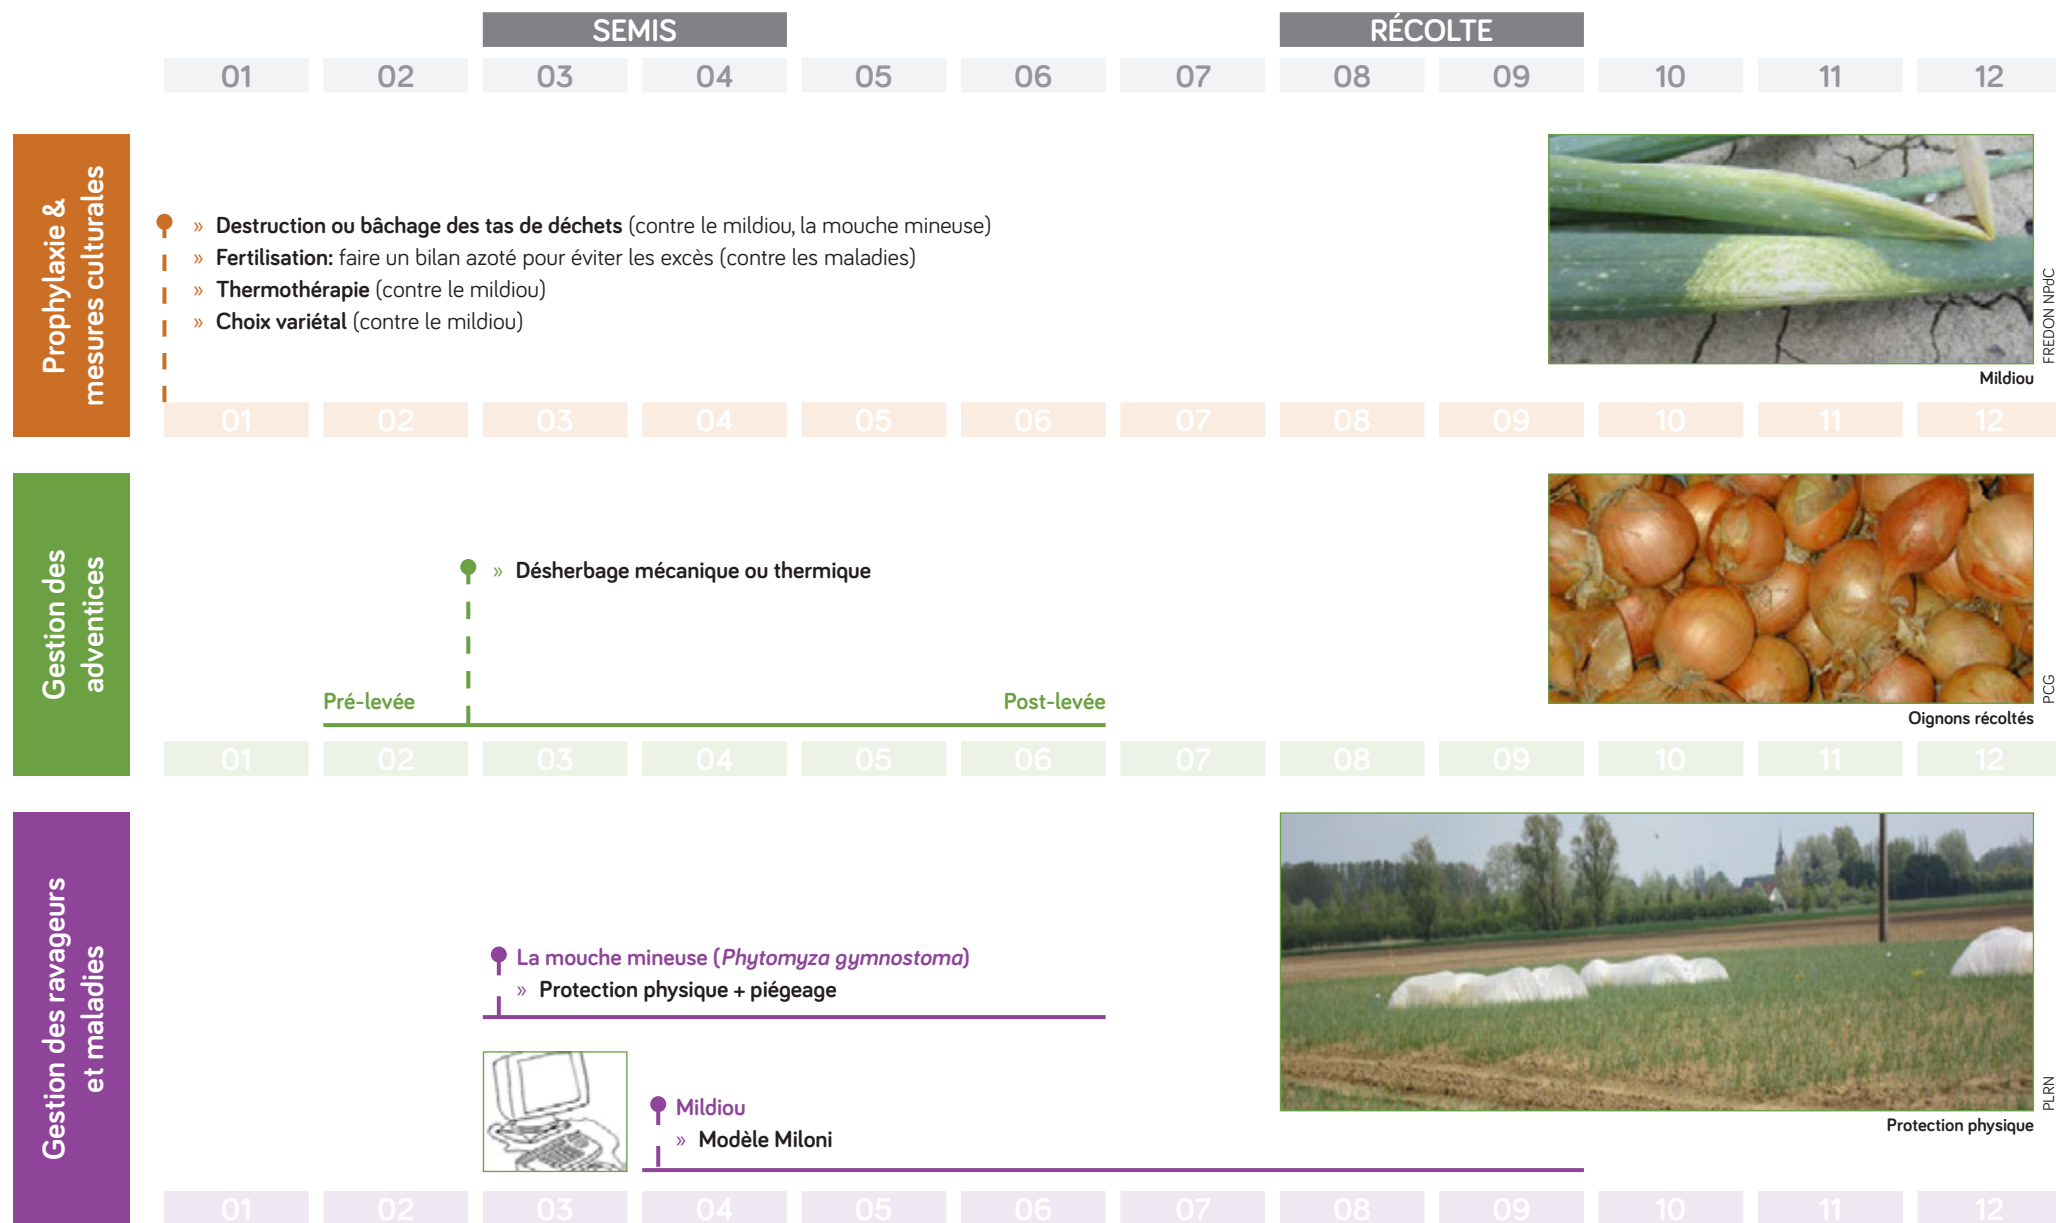 SEMIS
RÉCOLTE
01 02 03 04 05 06 07 08 09 10 11 12
Prophylaxie &
mesures culturales
» Destruction ou bâchage des tas de déchets (contre le mildiou, la mouche mineuse)
» Fertilisation: faire un bilan azoté pour éviter les excès (contre les maladies)
» Thermothérapie (contre le mildiou)
» Choix variétal (contre le mildiou)
FREDON NPdC
Mildiou
01 02 03 04 05 06 07 08 09 10 11 12
Gestion des
adventices
» Désherbage mécanique ou thermique
Pré-levée
Post-levée
PCG
Oignons récoltés
01 02 03 04 05 06 07 08 09 10 11 12
Gestion des ravageurs
et maladies
La mouche mineuse (Phytomyza gymnostoma)
» Protection physique + piégeage
Mildiou
» Modèle Miloni
PLRN
Protection physique
01 02 03 04 05 06 07 08 09 10 11 12